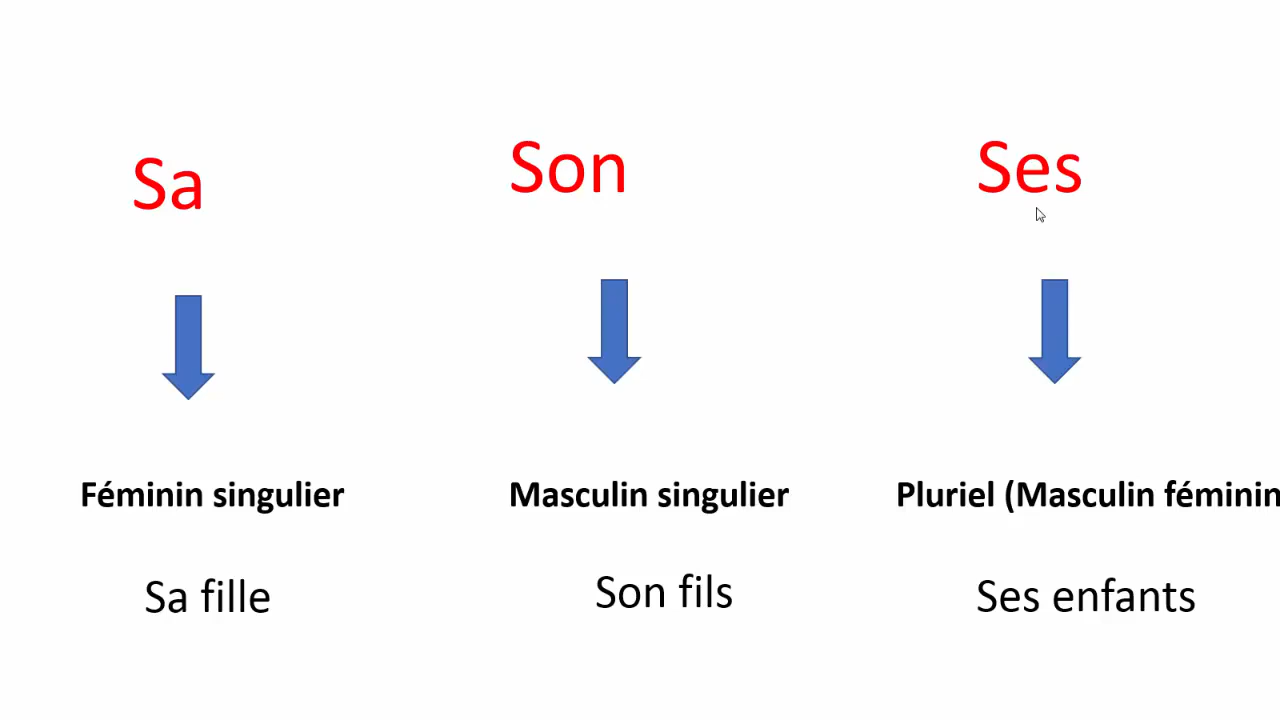 Sa
Son
Ses
Féminin singulier
Masculin singulier
Pluriel (Masculin féminin
Sa fille
Son fils
Ses enfants